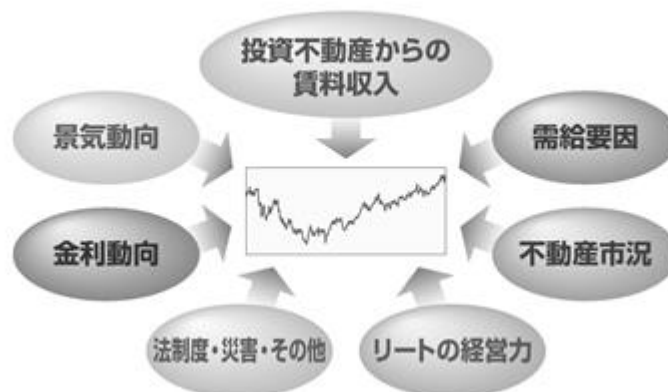 投資不動産からの
賃料収入
景気動向
需給要因
金利動向
不動産市況
法制度・災害・その他
リートの経営力